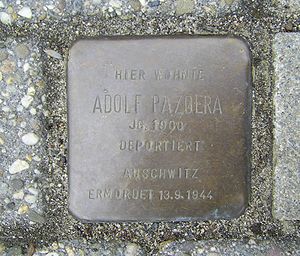 HIER WOHNTE
ADOLF PAZDERA
JG. 1900
DEPORTIERT
AUSCHWITZ
ERMORDET 13.9.1944